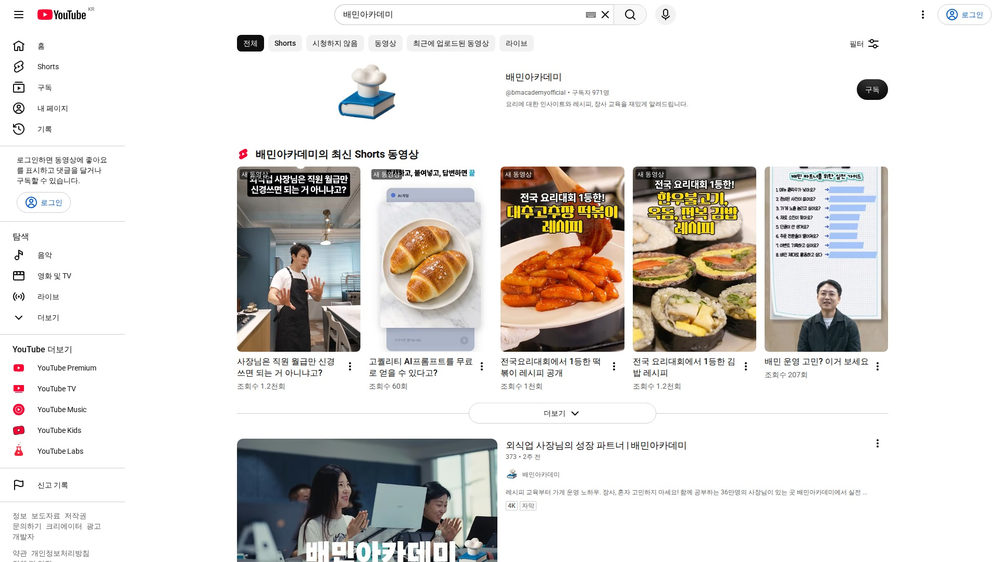 YouTube KR
배민아카데미
로그인
홈
Shorts
구독
내 페이지
기록
로그인하면 동영상에 좋아요
를 표시하고 댓글을 달거나
구독할 수 있습니다.
로그인
탐색
음악
영화 및 TV
라이브
더보기
YouTube 더보기
YouTube Premium
YouTube TV
YouTube Music
YouTube Kids
YouTube Labs
신고 기록
정보 보도자료 저작권
문의하기 크리에이터 광고
개발자
약관 개인정보처리방침
전체 Shorts 시청하지 않음 동영상 최근에 업로드된 동영상 라이브
필터
배민아카데미
@bmacademyofficial • 구독자 971명
요리에 대한 인사이트와 레시피, 장사 교육을 재밌게 알려드립니다.
구독
배민아카데미의 최신 Shorts 동영상
새 동영상
사장님은 직원 월급만
신경쓰면 되는 거 아니냐고?
사장님은 직원 월급만 신경
쓰면 되는 거 아니냐고?
조회수 1.2천회
새 동영상
고, 붙여넣고, 답변하면 끝
고퀄리티 AI프롬프트를 무료
로 얻을 수 있다고?
조회수 60회
새 동영상
전국 요리대회 1등한!
대추고추장 떡볶이
레시피
전국요리대회에서 1등한 떡
볶이 레시피 공개
조회수 1천회
새 동영상
전국 요리대회 1등한!
한우불고기,
옥돔, 멍봄 김밥
레시피
전국 요리대회에서 1등한 김
밥 레시피
조회수 1.2천회
배민 파트너를 위한 실전 가이드
배민 운영 고민? 이거 보세요
조회수 207회
더보기
배민아카데미
외식업 사장님의 성장 파트너 | 배민아카데미
373 • 2주 전
배민아카데미
레시피 교육부터 가게 운영 노하우. 장사, 혼자 고민하지 마세요! 함께 공부하는 36만명의 사장님이 있는 곳 배민아카데미에서 실전 ...
4K 자막